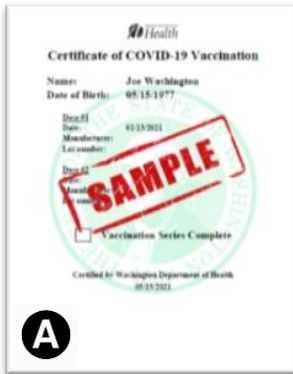 Health
Certificate of COVID-19 Vaccination
Name: Joe Washington
Date of Birth: 05/15/1977
Dose #1
Date: 01/15/2021
Manufacturer:
Lot number:
Dose #2
SAMPLE
Vaccination Series Complete
Certified by Washington Department of Health
05/15/2021
A